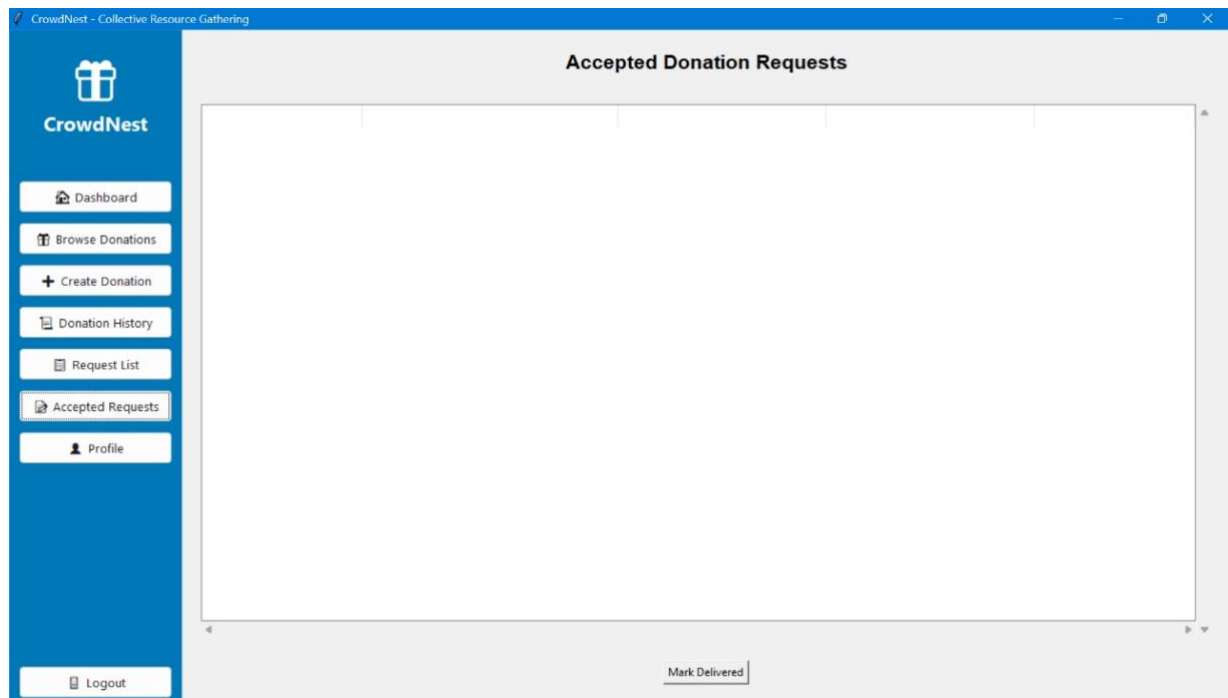 CrowdNest - Collective Resource Gathering
CrowdNest
Dashboard
Browse Donations
Create Donation
Donation History
Request List
Accepted Requests
Profile
Logout
Accepted Donation Requests
Mark Delivered